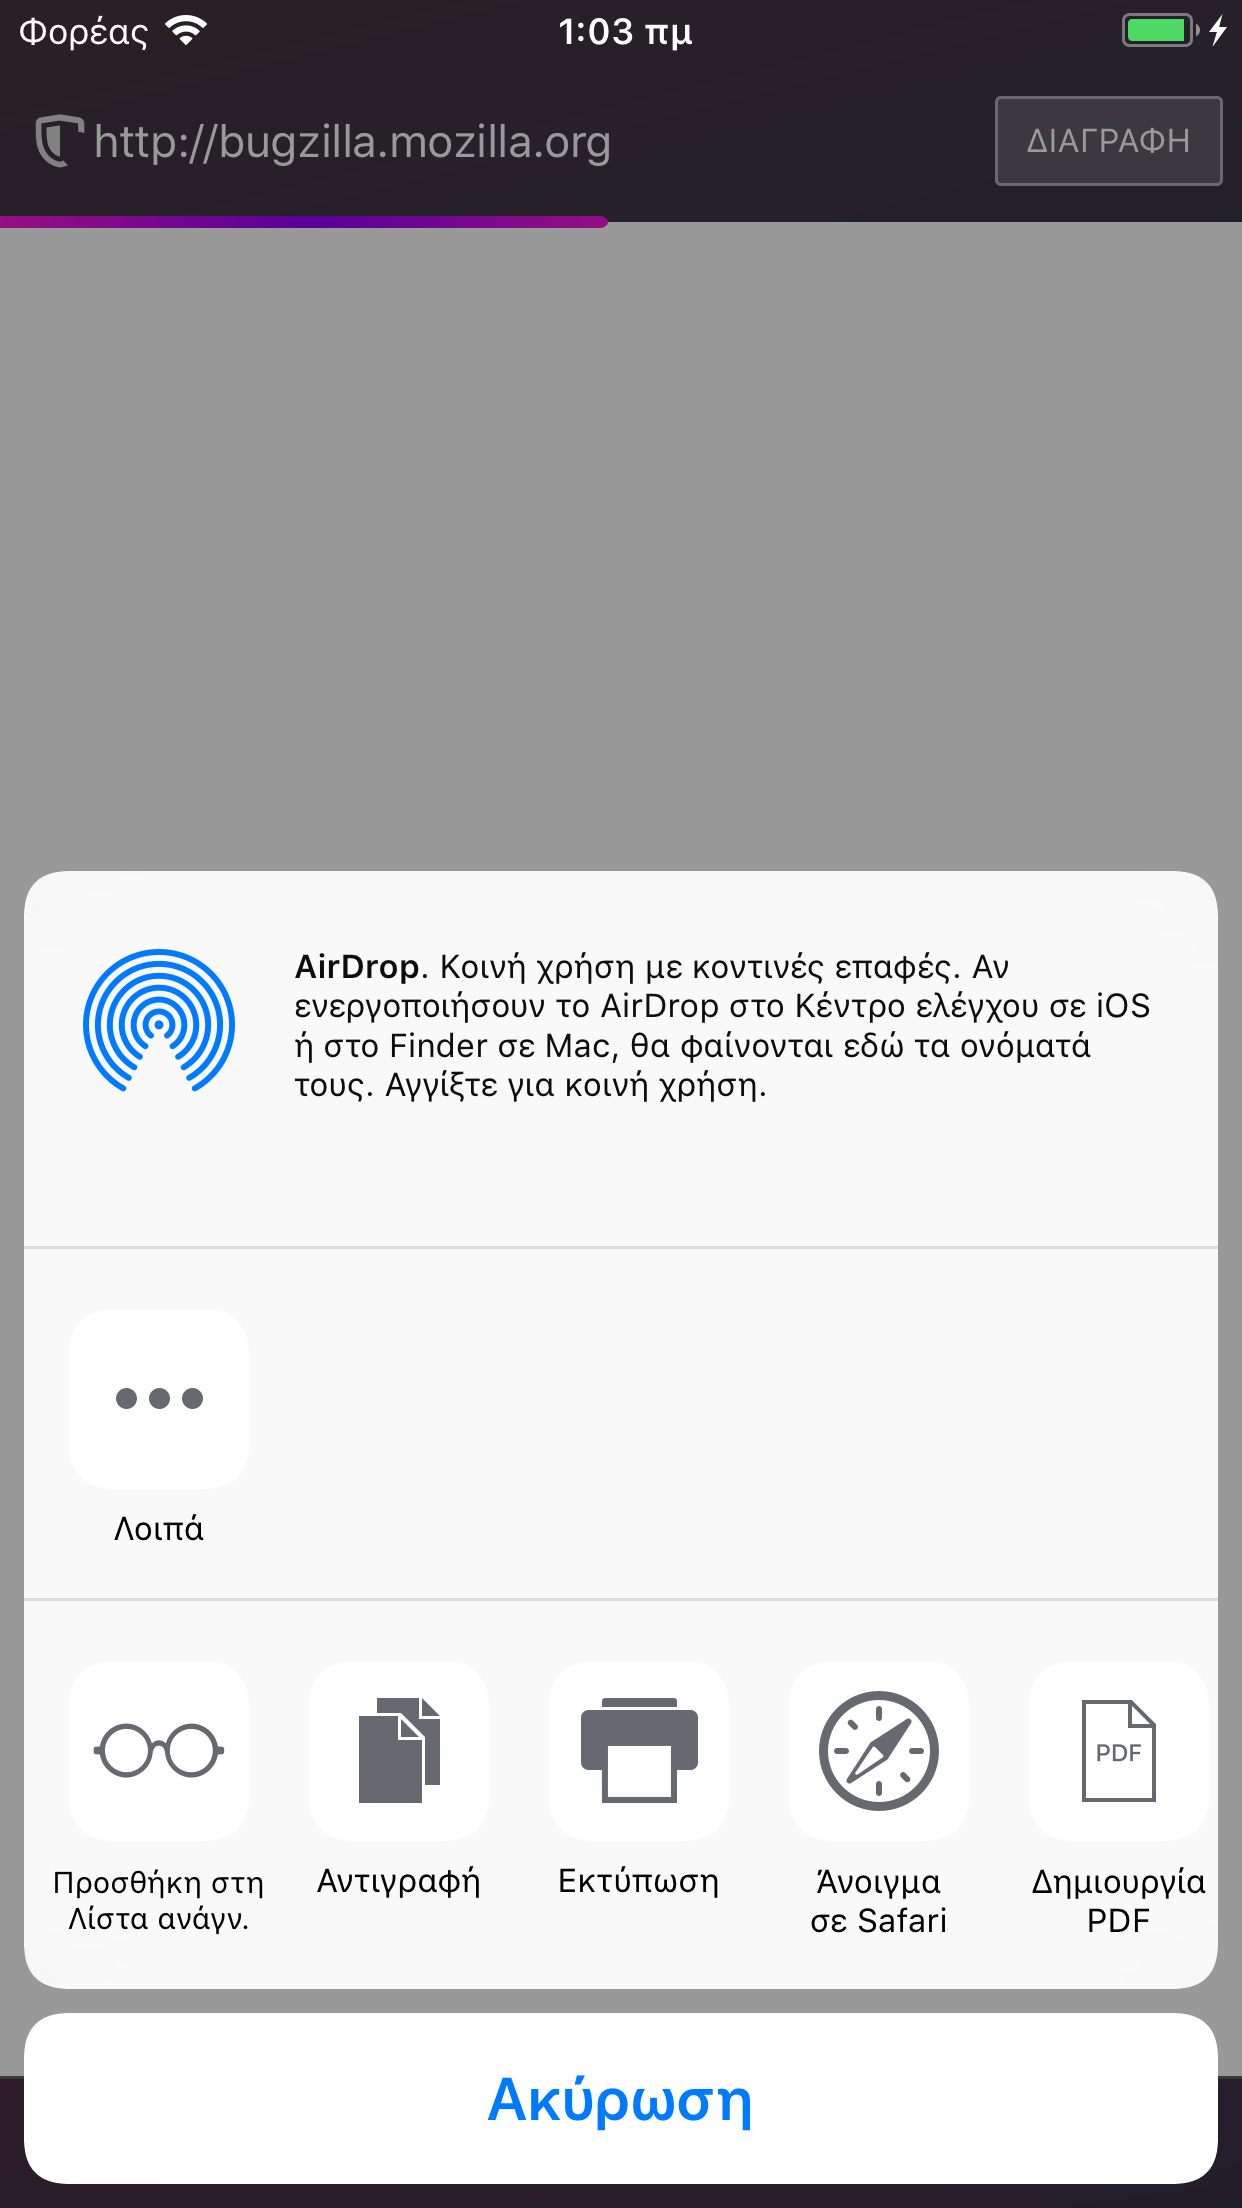 Φορέας 1:03 πμ
http://bugzilla.mozilla.org ΔΙΑΓΡΑΦΗ
AirDrop. Κοινή χρήση με κοντινές επαφές. Αν
ενεργοποιήσουν το AirDrop στο Κέντρο ελέγχου σε iOS
ή στο Finder σε Mac, θα φαίνονται εδώ τα ονόματά
τους. Αγγίξτε για κοινή χρήση.
Λοιπά
Προσθήκη στη
Λίστα ανάγν.
Αντιγραφή
Εκτύπωση
Άνοιγμα
σε Safari
PDF
Δημιουργία
PDF
Ακύρωση